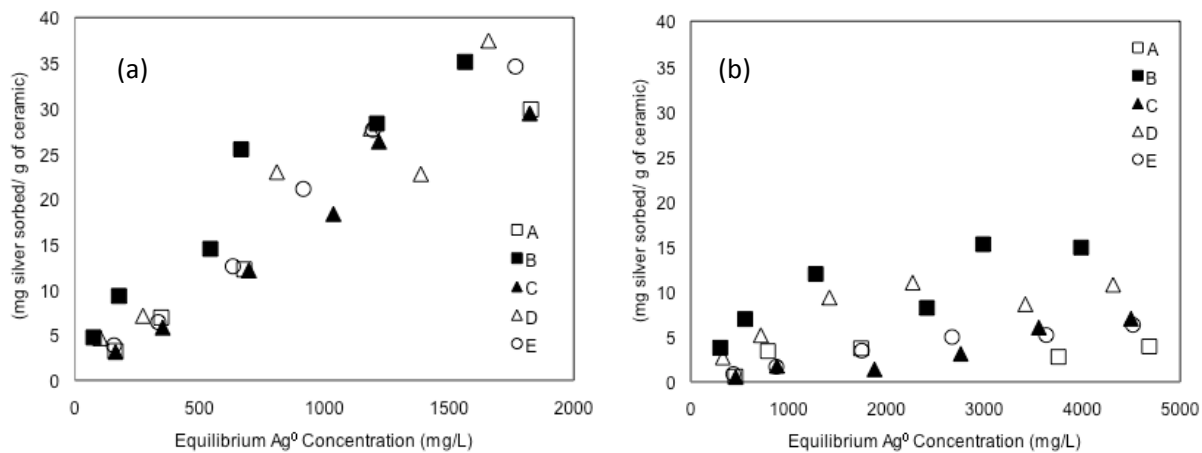 40
35
30
25
20
15
10
5
0
(mg silver sorbed/ g of ceramic)
(a)
A
B
C
D
E
0 500 1000 1500 2000
Equilibrium Ag⁰ Concentration (mg/L)
40
35
30
25
20
15
10
5
0
(mg silver sorbed/ g of ceramic)
(b)
A
B
C
D
E
0 1000 2000 3000 4000 5000
Equilibrium Ag⁰ Concentration (mg/L)